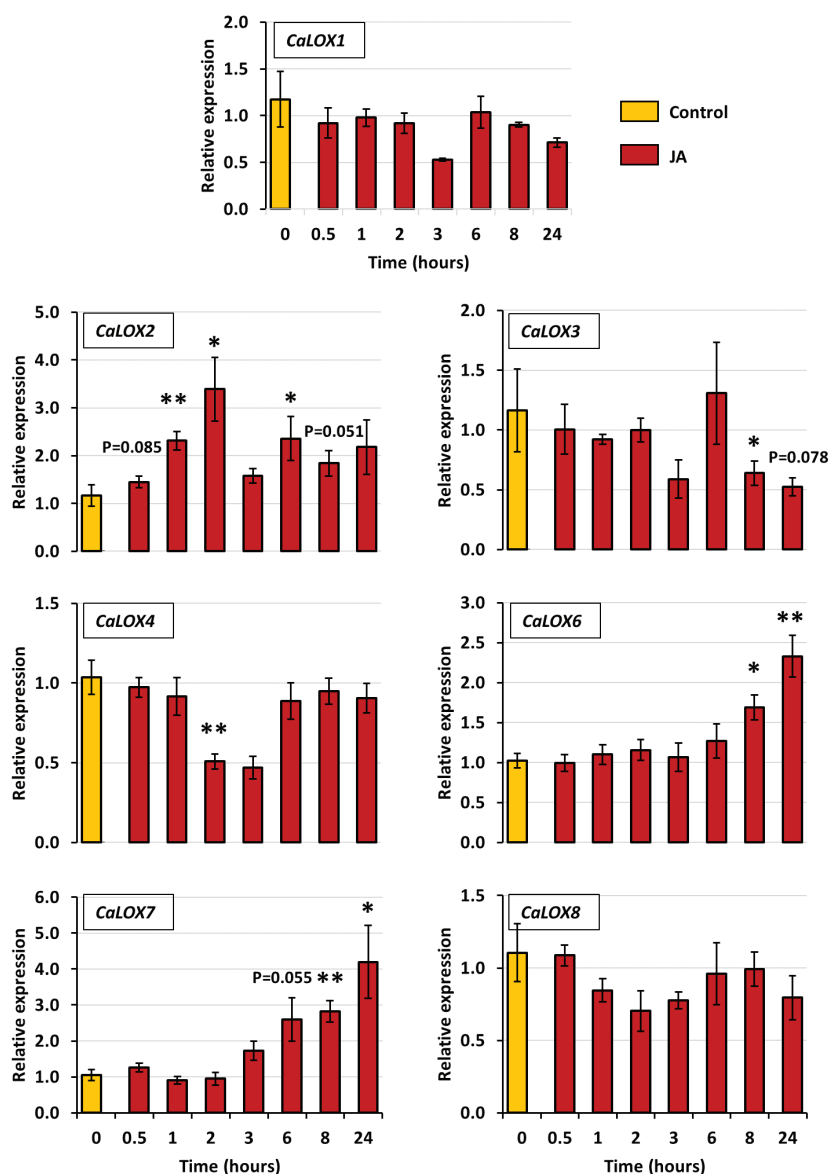 CaLOX1
Relative expression
2.0
1.5
1.0
0.5
0.0
0 0.5 1 2 3 6 8 24
Time (hours)
Control
JA
CaLOX2
Relative expression
5.0
4.0
3.0
2.0
1.0
0.0
P=0.085
**
*
*
P=0.051
CaLOX3
Relative expression
2.0
1.5
1.0
0.5
0.0
*
P=0.078
CaLOX4
Relative expression
1.5
1.0
0.5
0.0
**
CaLOX6
Relative expression
3.0
2.5
2.0
1.5
1.0
0.5
0.0
*
**
CaLOX7
Relative expression
6.0
5.0
4.0
3.0
2.0
1.0
0.0
P=0.055
**
*
0 0.5 1 2 3 6 8 24
Time (hours)
CaLOX8
Relative expression
1.5
1.0
0.5
0.0
0 0.5 1 2 3 6 8 24
Time (hours)